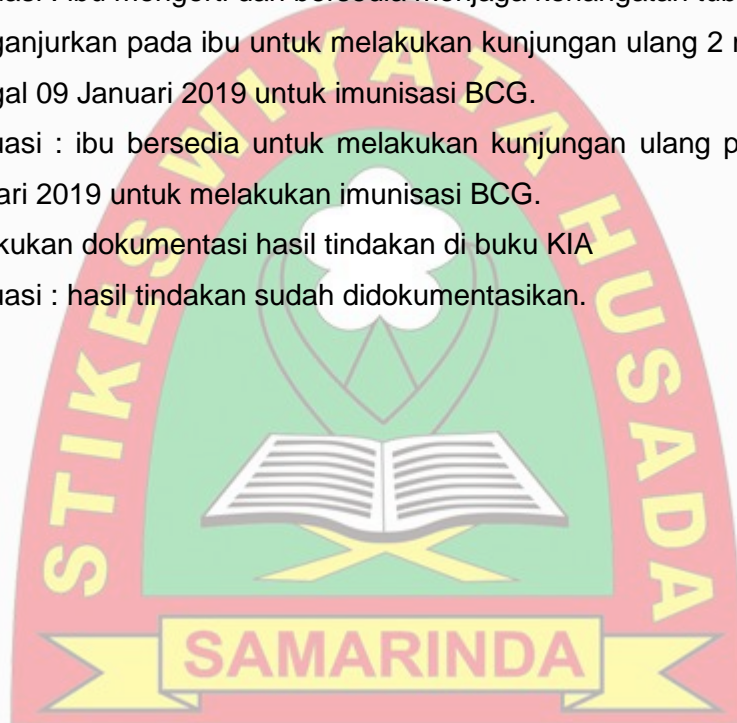 ibu mengerti dan bersedia menjaga kehangatan
ganjurkan pada ibu untuk melakukan kunjungan ulang 2
gal 09 Januari 2019 untuk imunisasi BCG.
uasi : ibu bersedia untuk melakukan kunjungan ulang p
ari 2019 untuk melakukan imunisasi BCG.
kukan dokumentasi hasil tindakan di buku KIA
uasi : hasil tindakan sudah didokumentasikan.
STIKES WIYATA HUSADA
SAMARINDA